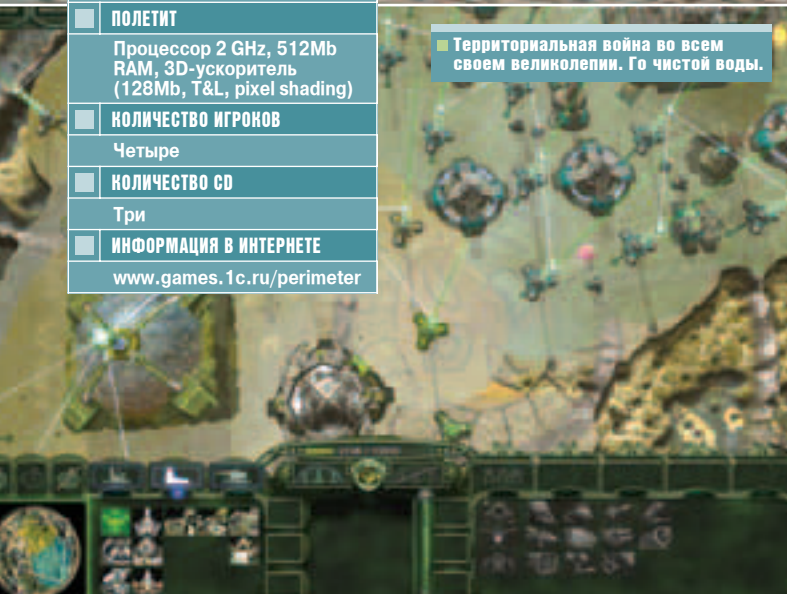 ПОЛЕТИТ
Процессор 2 GHz, 512Mb
RAM, 3D-ускоритель
(128Mb, T&L, pixel shading)
КОЛИЧЕСТВО ИГРОКОВ
Четыре
КОЛИЧЕСТВО CD
Три
ИНФОРМАЦИЯ В ИНТЕРНЕТЕ
www.games.1c.ru/perimeter
Территориальная война во всем
своем великолепии. Го чистой воды.